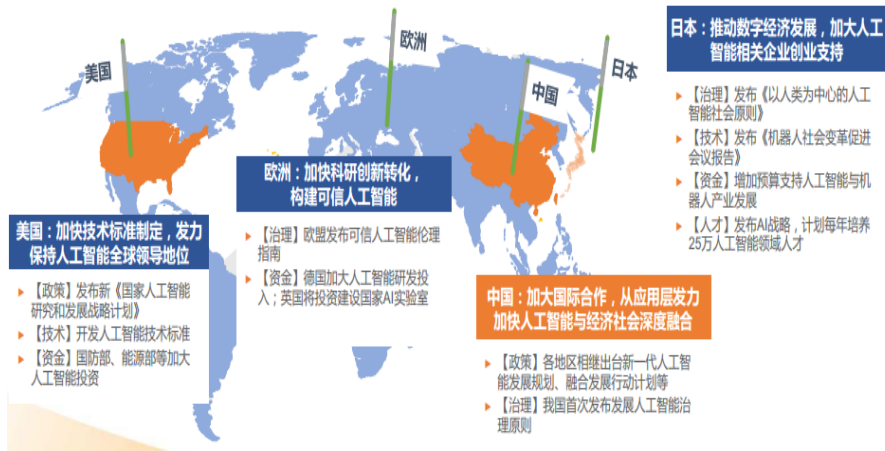 美国
欧洲
中国
日本
美国：加快技术标准制定，发力
保持人工智能全球领导地位
【政策】发布新《国家人工智能
研究和发展战略计划》
【技术】开发人工智能技术标准
【资金】国防部、能源部等加大
人工智能投资
欧洲：加快科研创新转化，
构建可信人工智能
【治理】欧盟发布可信人工智能伦理
指南
【资金】德国加大人工智能研发投
入；英国将投资建设国家AI实验室
中国：加大国际合作，从应用层发力
加快人工智能与经济社会深度融合
【政策】各地区相继出台新一代人工智
能发展规划、融合发展行动计划等
【治理】我国首次发布发展人工智能治
理原则
日本：推动数字经济发展，加大人工
智能相关企业创业支持
【治理】发布《以人类为中心的人工
智能社会原则》
【技术】发布《机器人社会变革促进
会议报告》
【资金】增加预算支持人工智能与机
器人产业发展
【人才】发布AI战略，计划每年培养
25万人工智能领域人才